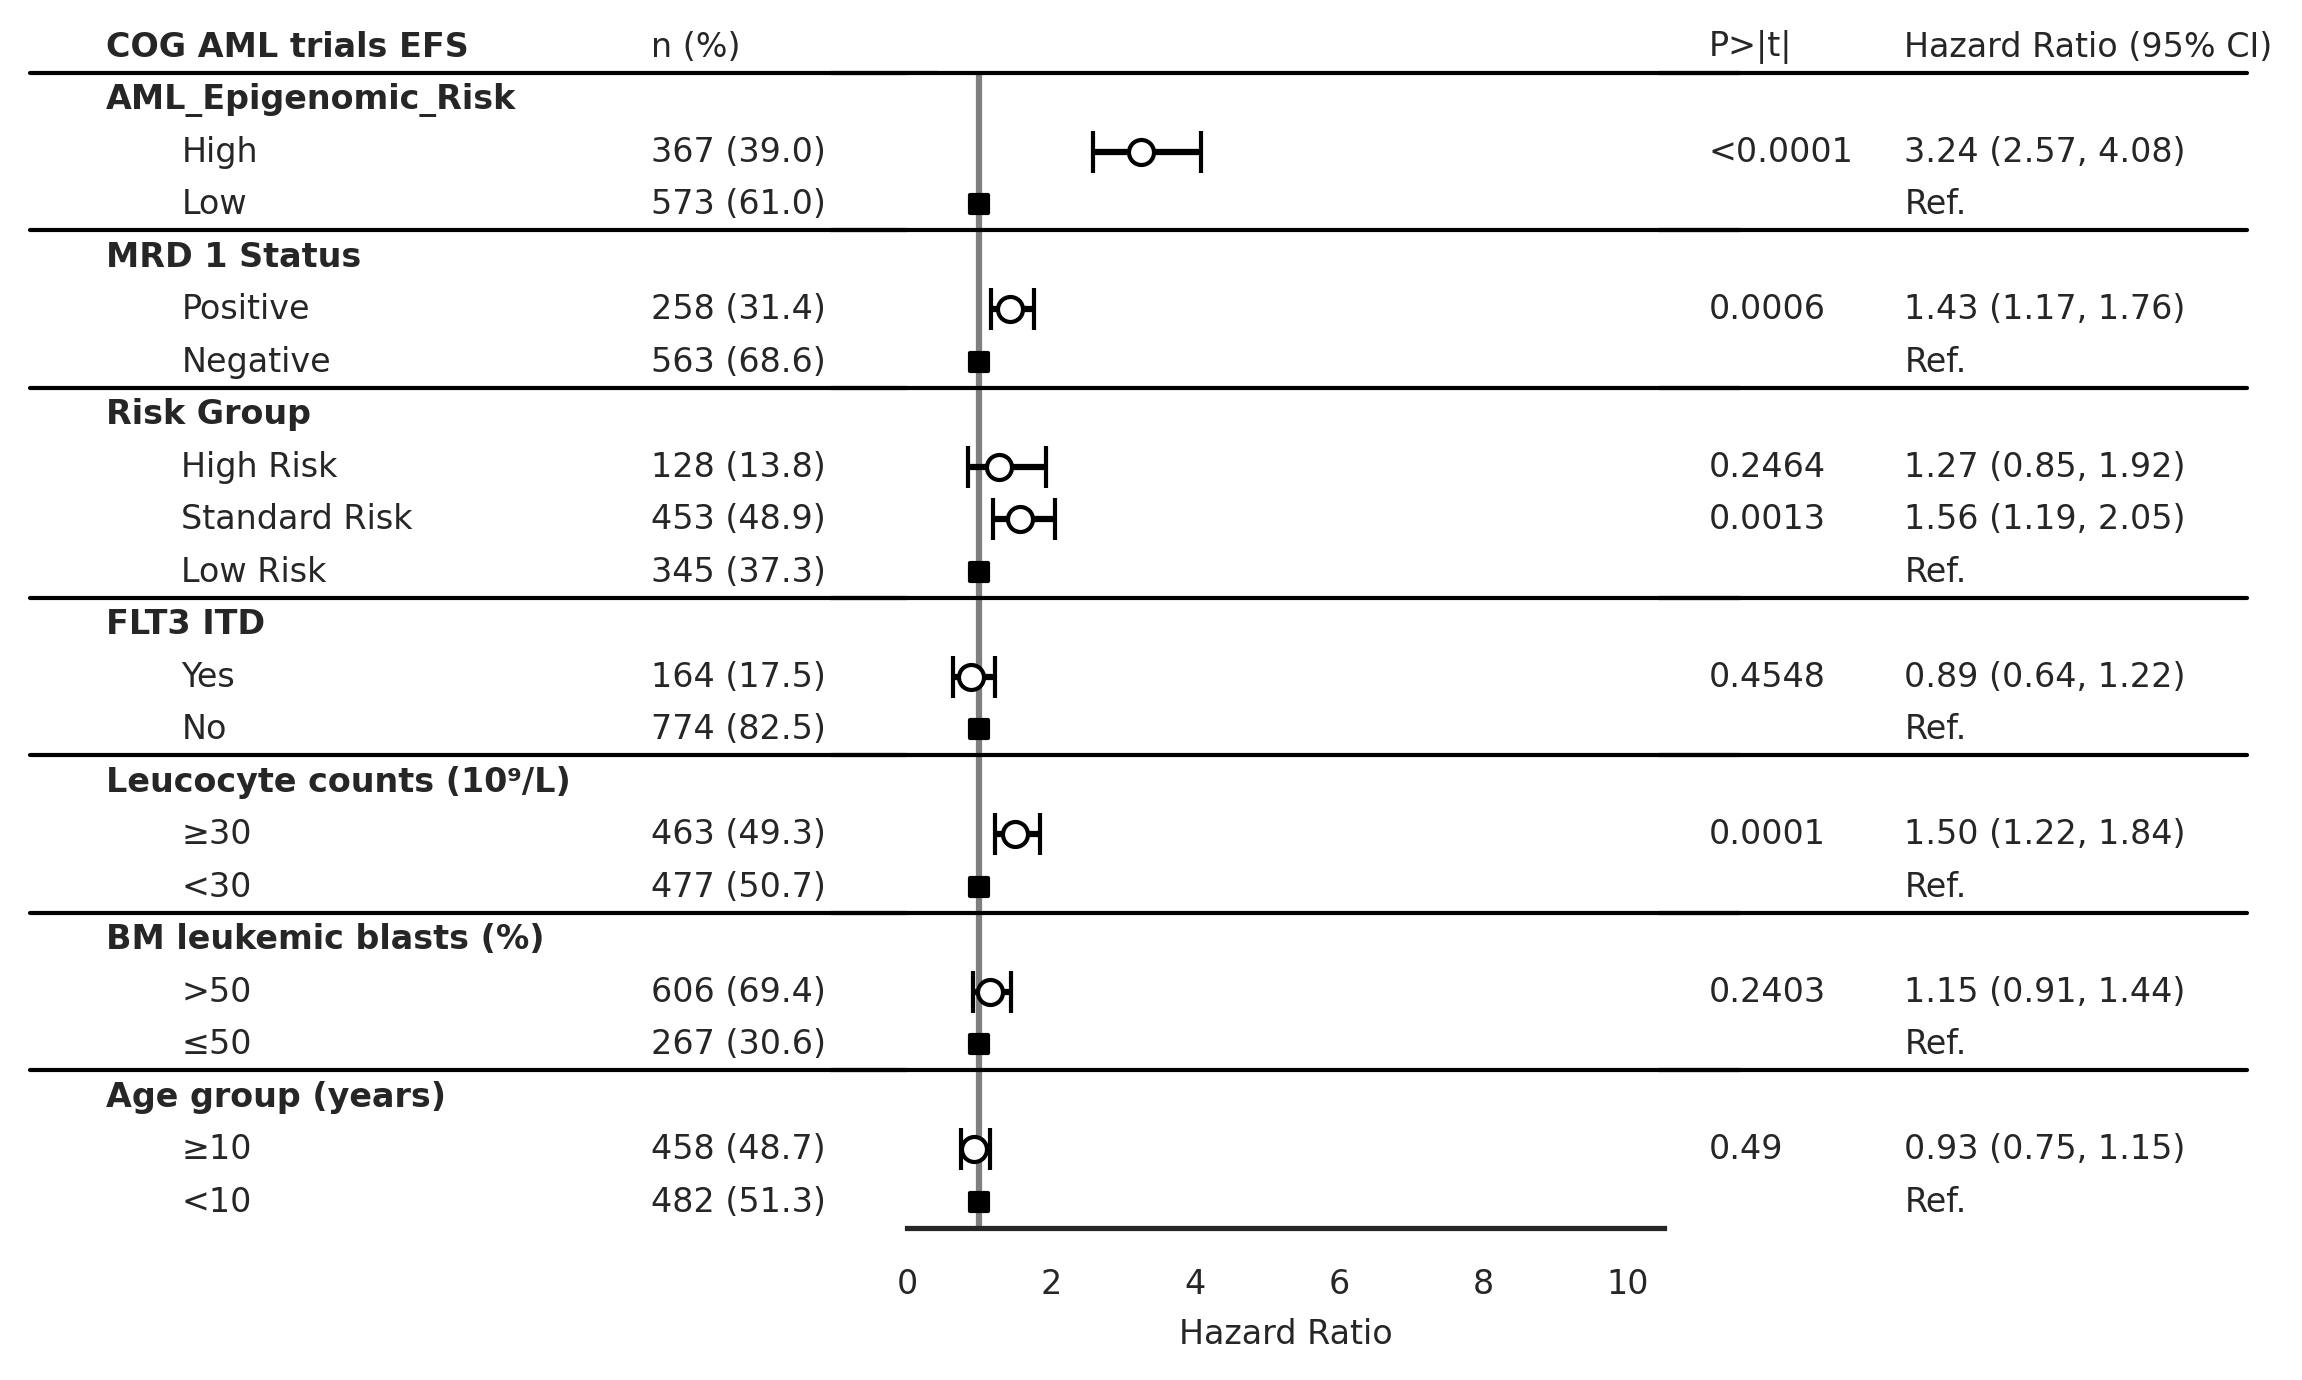 COG AML trials EFS n (%) P>|t| Hazard Ratio (95% CI)
AML_Epigenomic_Risk
High 367 (39.0) <0.0001 3.24 (2.57, 4.08)
Low 573 (61.0) Ref.
MRD 1 Status
Positive 258 (31.4) 0.0006 1.43 (1.17, 1.76)
Negative 563 (68.6) Ref.
Risk Group
High Risk 128 (13.8) 0.2464 1.27 (0.85, 1.92)
Standard Risk 453 (48.9) 0.0013 1.56 (1.19, 2.05)
Low Risk 345 (37.3) Ref.
FLT3 ITD
Yes 164 (17.5) 0.4548 0.89 (0.64, 1.22)
No 774 (82.5) Ref.
Leucocyte counts (10⁹/L)
≥30 463 (49.3) 0.0001 1.50 (1.22, 1.84)
<30 477 (50.7) Ref.
BM leukemic blasts (%)
>50 606 (69.4) 0.2403 1.15 (0.91, 1.44)
≤50 267 (30.6) Ref.
Age group (years)
≥10 458 (48.7) 0.49 0.93 (0.75, 1.15)
<10 482 (51.3) Ref.
0 2 4 6 8 10
Hazard Ratio